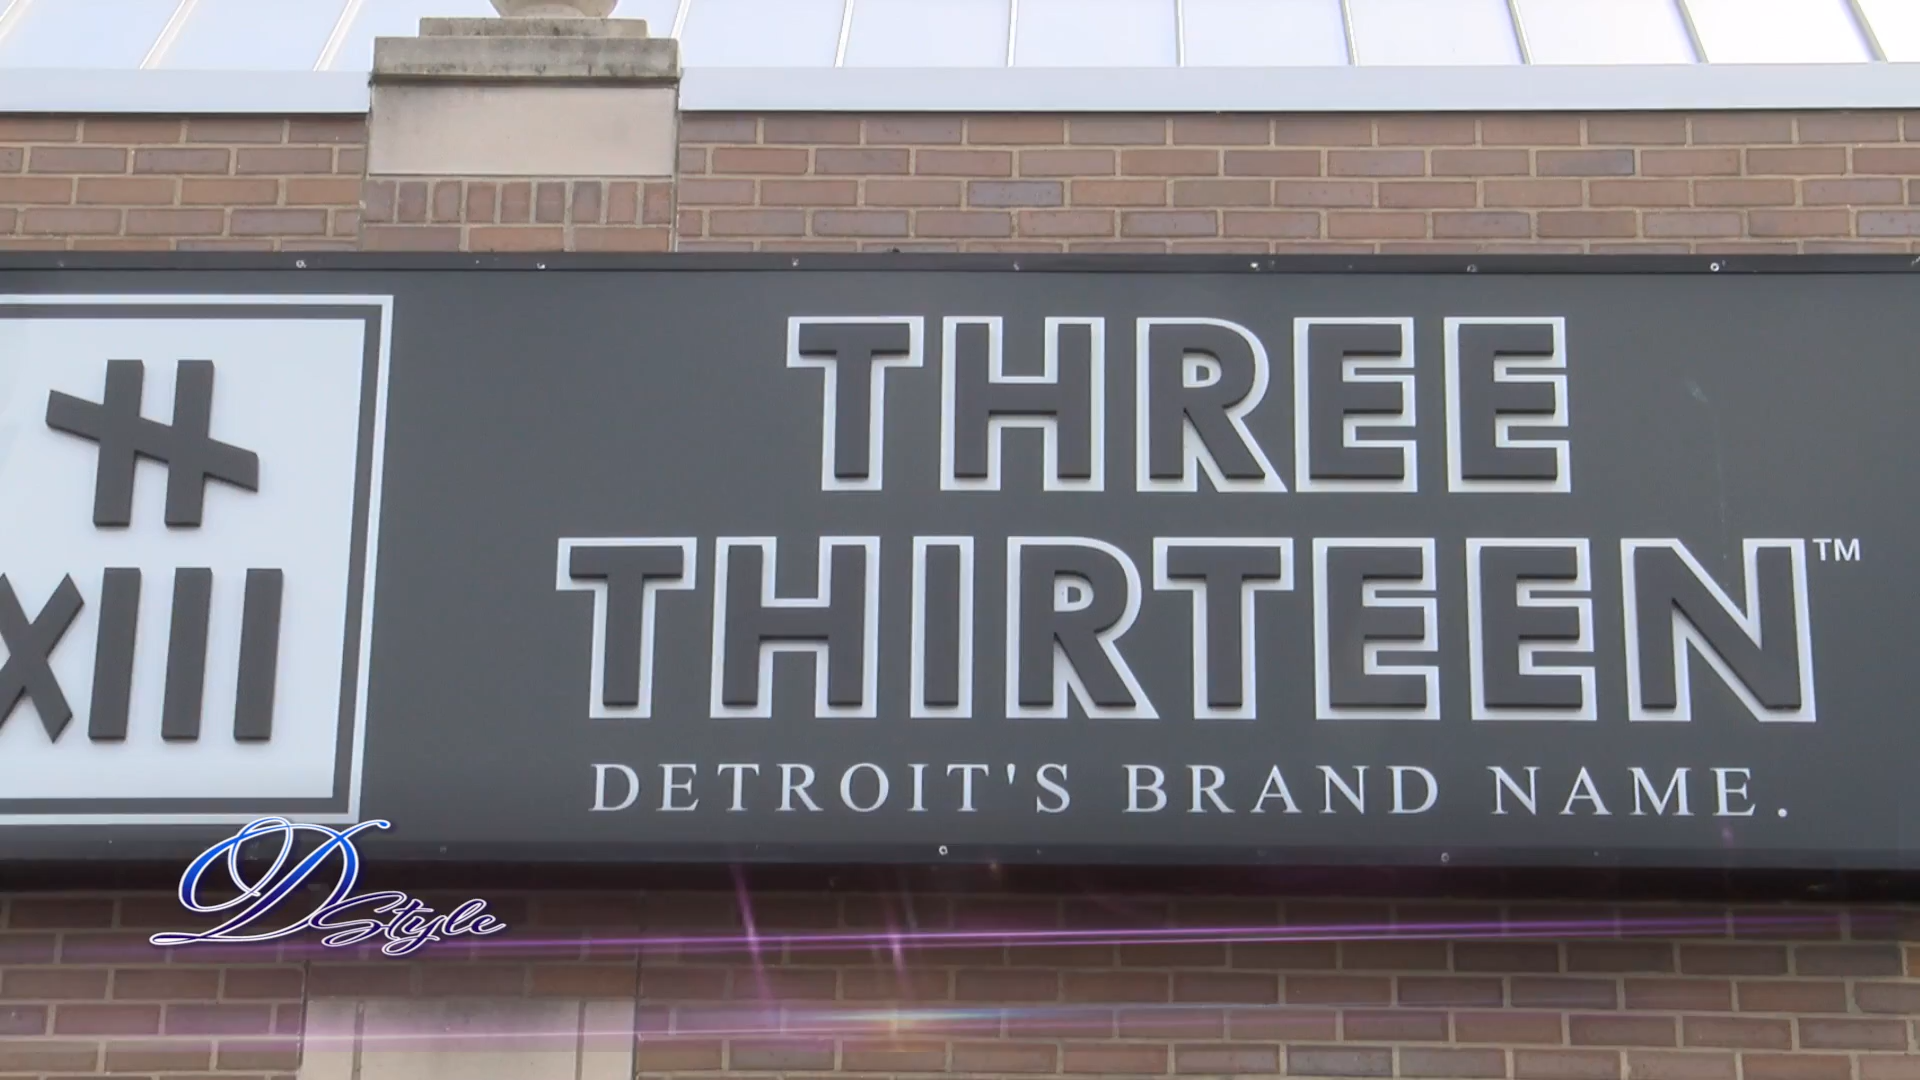 XIII
THREE
THIRTEEN™
DETROIT'S BRAND NAME.
DStyle